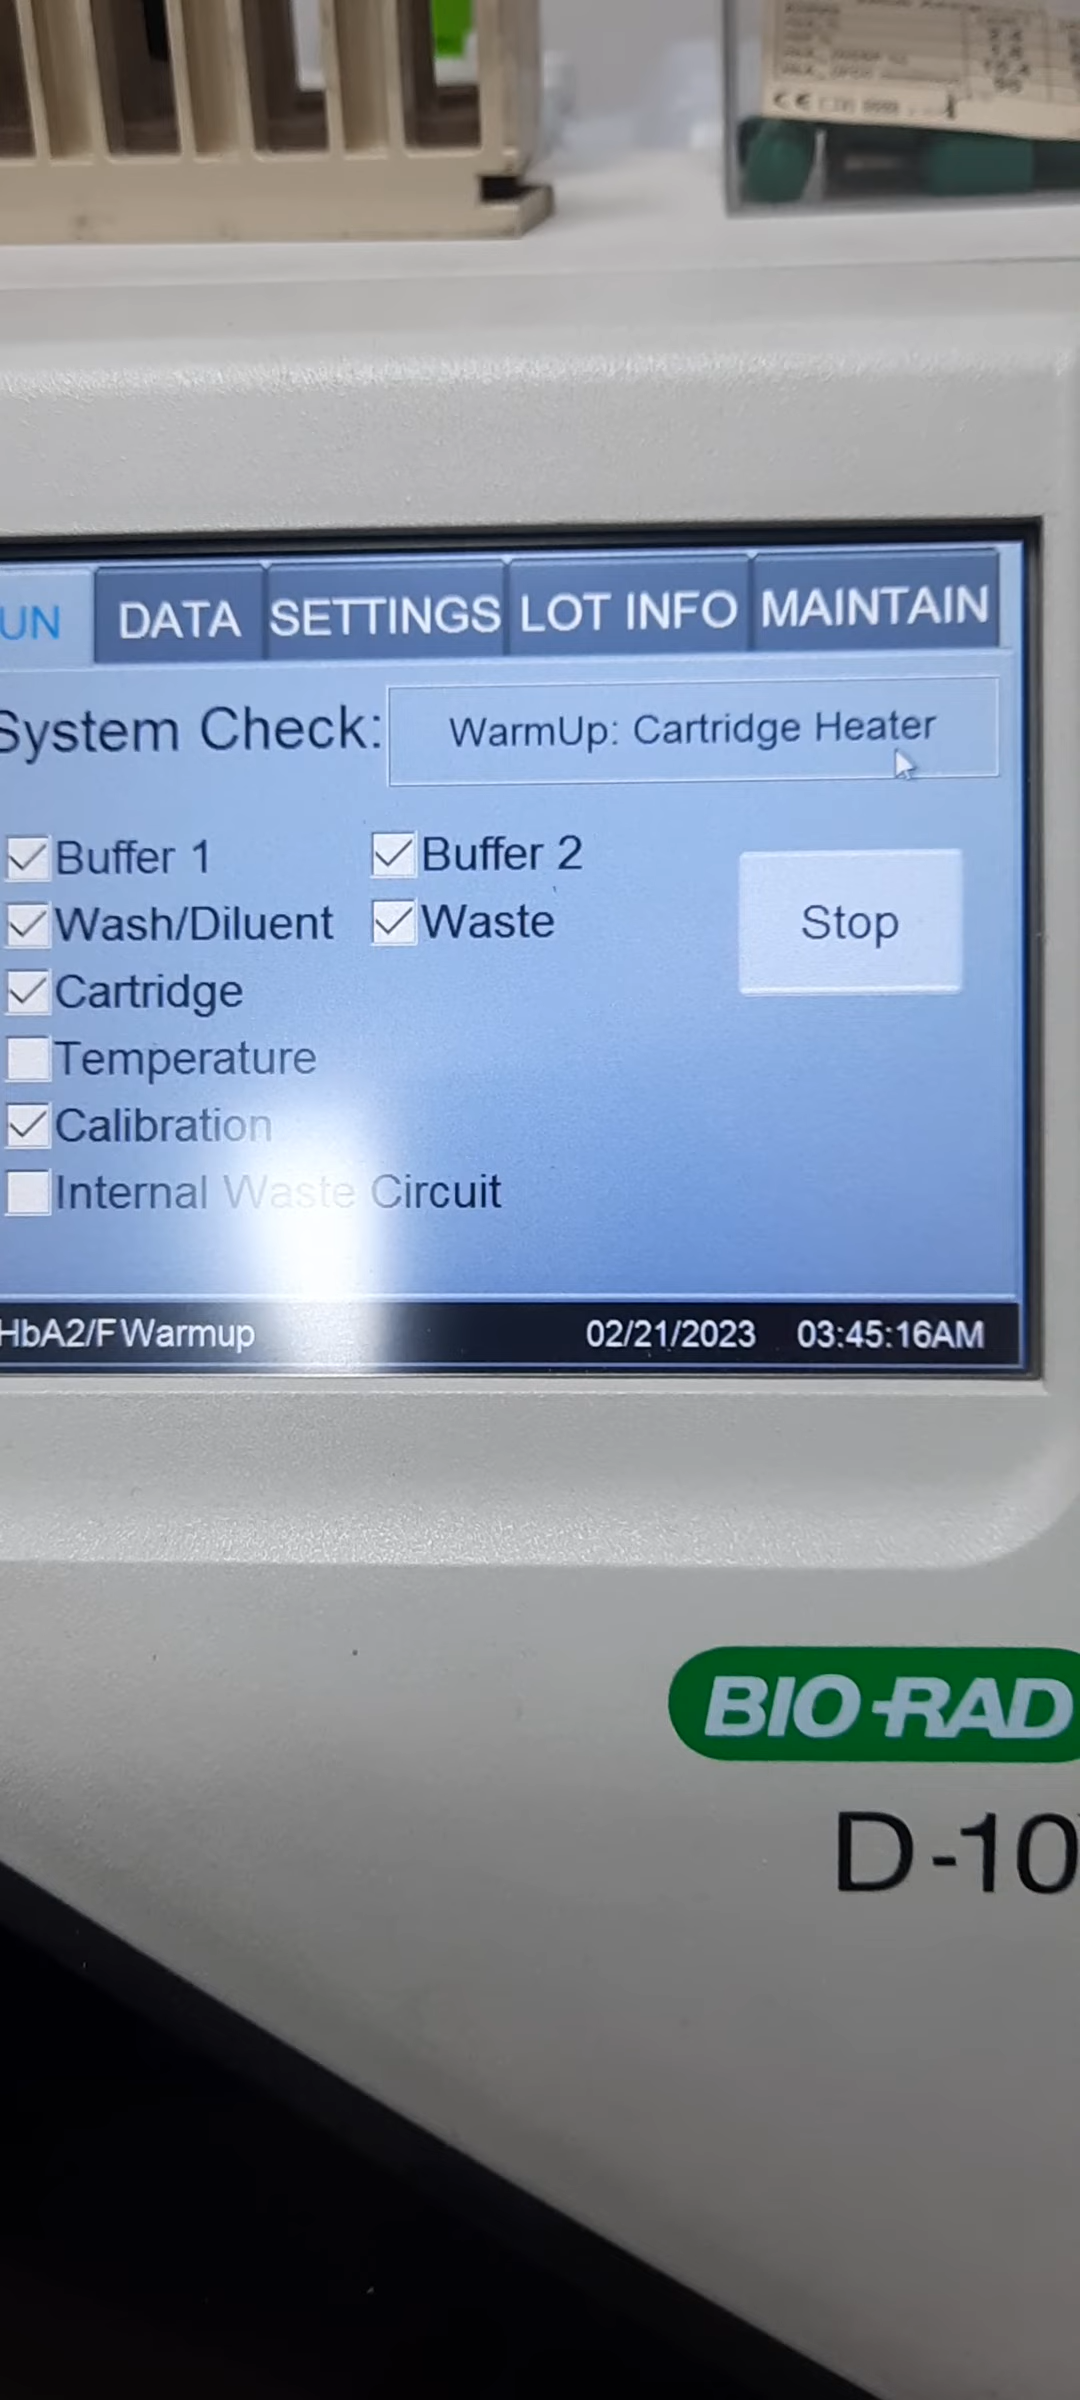 UN DATA SETTINGS LOT INFO MAINTAIN
System Check: WarmUp: Cartridge Heater
Buffer 1 Buffer 2
Wash/Diluent Waste
Stop
Cartridge
Temperature
Calibration
Internal Waste Circuit
HbA2/F Warmup 02/21/2023 03:45:16AM
BIO-RAD
D-10